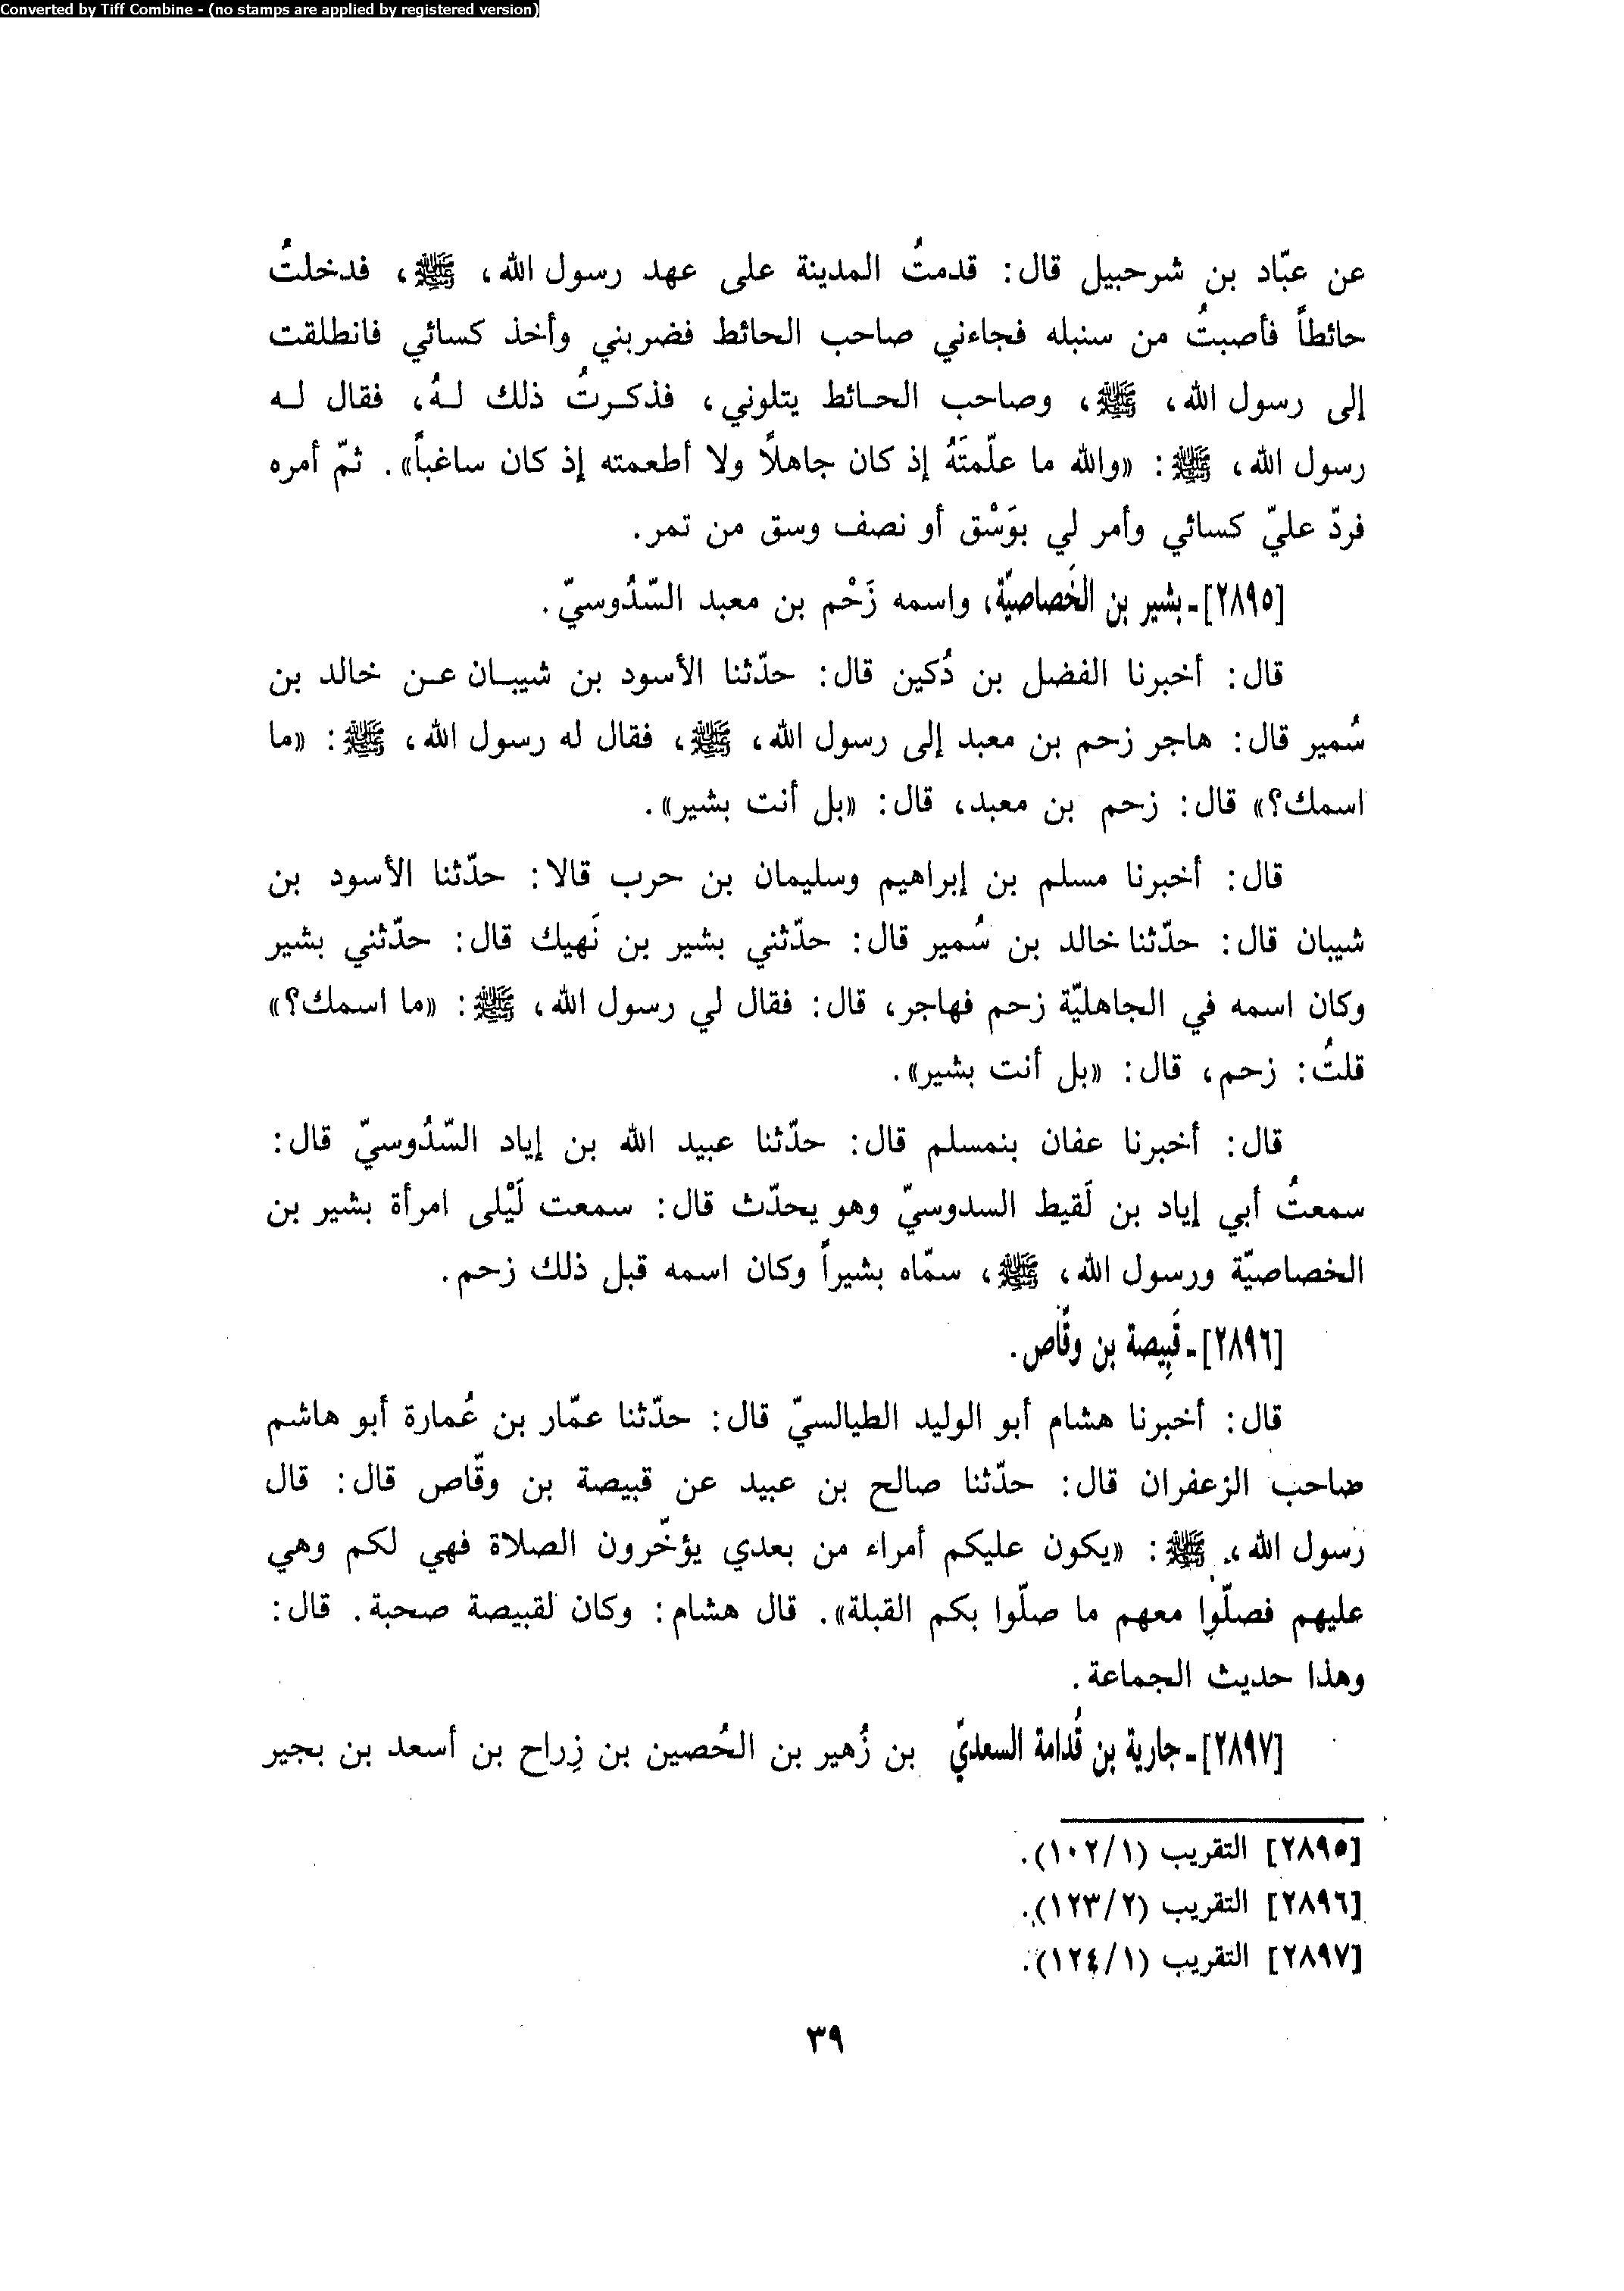 Converted by Tiff Combine - (no stamps are applied by registered version)
عن عبّاد بن شرحبيل قال: قدمتُ المدينة على عهد رسول الله، ﷺ، فدخلتُ
حائطاً فأصبتُ من سنبله فجاءني صاحب الحائط فضربني وأخذ كسائي فانطلقت
إلى رسول الله، ﷺ، وصاحب الحائط يتلوني، فذكرتُ ذلك لهُ، فقال له
رسول الله، ﷺ: «والله ما علّمتَهُ إذ كان جاهلاً ولا أطعمته إذ كان ساغباً». ثمّ أمره
فردّ عليّ كسائي وأمر لي بوَسْق أو نصف وسق من تمر.
[٢٨٩٥]ـ بشير بن الخَصاصيّة، واسمه زَحْم بن معبد السّدُوسيّ.
قال: أخبرنا الفضل بن دُكين قال: حدّثنا الأسود بن شيبان عن خالد بن
سُمير قال: هاجر زحم بن معبد إلى رسول الله، ﷺ، فقال له رسول الله، ﷺ: «ما
اسمك؟» قال: زحم بن معبد، قال: «بل أنت بشير».
قال: أخبرنا مسلم بن إبراهيم وسليمان بن حرب قالا: حدّثنا الأسود بن
شيبان قال: حدّثنا خالد بن سُمير قال: حدّثني بشير بن نَهيك قال: حدّثني بشير
وكان اسمه في الجاهليّة زحم فهاجر، قال: فقال لي رسول الله، ﷺ: «ما اسمك؟»
قلتُ: زحم، قال: «بل أنت بشير».
قال: أخبرنا عفان بنمسلم قال: حدّثنا عبيد الله بن إياد السّدُوسيّ قال:
سمعتُ أبي إياد بن لَقيط السدوسيّ وهو يحدّث قال: سمعت لَيْلى امرأة بشير بن
الخصاصيّة ورسول الله، ﷺ، سمّاه بشيراً وكان اسمه قبل ذلك زحم.
[٢٨٩٦]ـ قَبِيصة بن وقّاص.
قال: أخبرنا هشام أبو الوليد الطيالسيّ قال: حدّثنا عمّار بن عُمارة أبو هاشم
صاحب الزعفران قال: حدّثنا صالح بن عبيد عن قبيصة بن وقّاص قال: قال
رسول الله، ﷺ: «يكون عليكم أمراء من بعدي يؤخّرون الصلاة فهي لكم وهي
عليهم فصلّوا معهم ما صلّوا بكم القبلة». قال هشام: وكان لقبيصة صحبة. قال:
وهذا حديث الجماعة.
[٢٨٩٧]ـ جارية بن قُدامة السعديّ بن زُهير بن الحُصين بن زِراح بن أسعد بن بجير
[٢٨٩٥] التقريب (١٠٢/١).
[٢٨٩٦] التقريب (١٢٣/٢).
[٢٨٩٧] التقريب (١٢٤/١).
٣٩